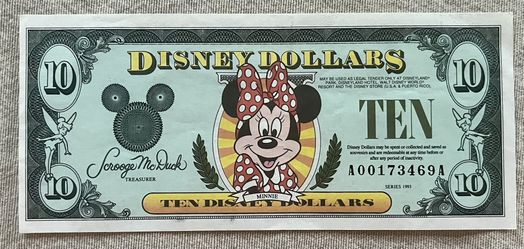 DISNEY DOLLARS
10
10
MAY BE USED AS LEGAL TENDER ONLY AT DISNEYLAND®
PARK, DISNEYLAND HOTEL, WALT DISNEY WORLD®
RESORT AND THE DISNEY STORE (U.S.A. & PUERTO RICO).
TEN
Disney Dollars may be spent or collected and saved as
souvenirs and are redeemable at any time before or
after any period of inactivity.
Scrooge McDuck
TREASURER
A00173469A
SERIES 1993
10
10
MINNIE
TEN DISNEY DOLLARS